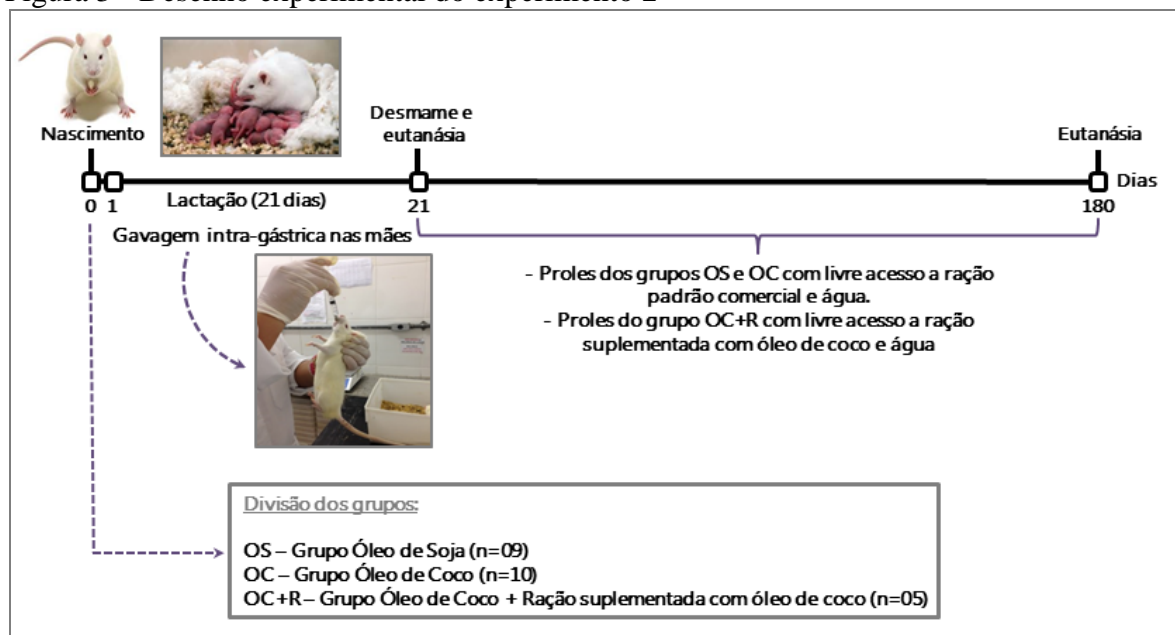 Figura 3 - Desenho experimental do experimento 2
Nascimento
Desmame e
eutanásia
Eutanásia
Dias
0 1
Lactação (21 dias)
21
180
Gavagem intra-gástrica nas mães
- Proles dos grupos OS e OC com livre acesso a ração
padrão comercial e água.
- Proles do grupo OC+R com livre acesso a ração
suplementada com óleo de coco e água
Divisão dos grupos:
OS – Grupo Óleo de Soja (n=09)
OC – Grupo Óleo de Coco (n=10)
OC+R – Grupo Óleo de Coco + Ração suplementada com óleo de coco (n=05)